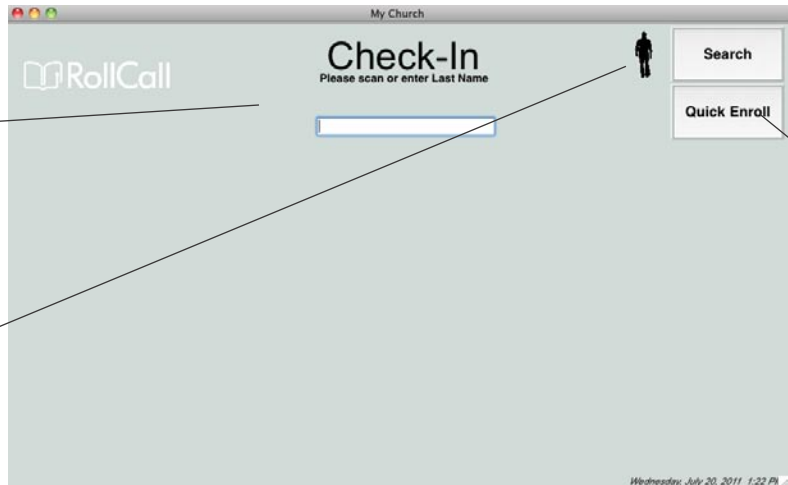 My Church
RollCall
Check-In
Please scan or enter Last Name
Search
Quick Enroll
Wednesday, July 20, 2011 1:22 P